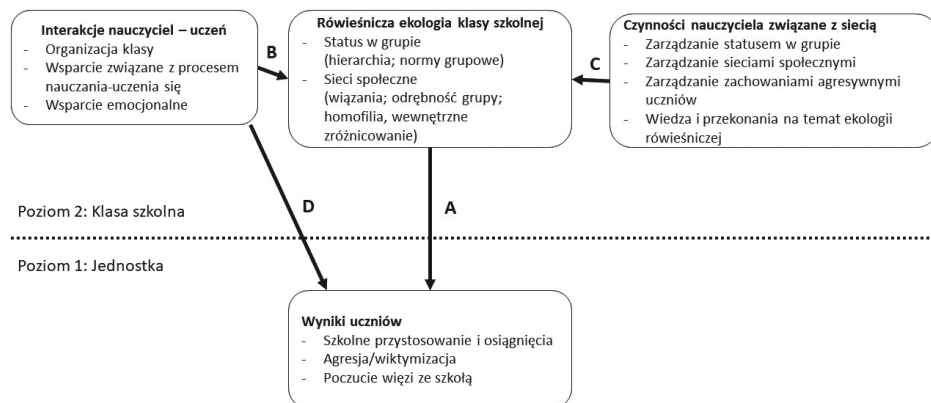 Interakcje nauczyciel – uczeń
- Organizacja klasy
- Wsparcie związane z procesem
nauczania-uczenia się
- Wsparcie emocjonalne
B
Rówieśnicza ekologia klasy szkolnej
- Status w grupie
(hierarchia; normy grupowe)
- Sieci społeczne
(wiązania; odrębność grupy;
homofilia, wewnętrzne
zróżnicowanie)
C
Czynności nauczyciela związane z siecią
- Zarządzanie statusem w grupie
- Zarządzanie sieciami społecznymi
- Zarządzanie zachowaniami agresywnymi
uczniów
- Wiedza i przekonania na temat ekologii
rówieśniczej
D
A
Poziom 2: Klasa szkolna
Poziom 1: Jednostka
Wyniki uczniów
- Szkolne przystosowanie i osiągnięcia
- Agresja/wiktymizacja
- Poczucie więzi ze szkołą